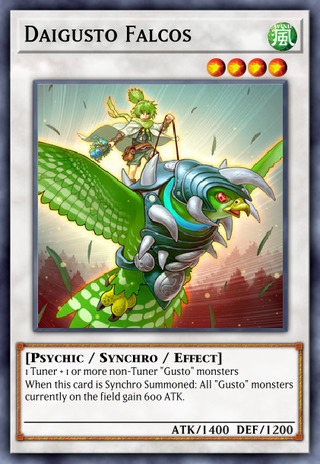 Daigusto Falcos
WIND
風
[Psychic / Synchro / Effect]
1 Tuner + 1 or more non-Tuner "Gusto" monsters
When this card is Synchro Summoned: All "Gusto" monsters
currently on the field gain 600 ATK.
ATK/1400 DEF/1200